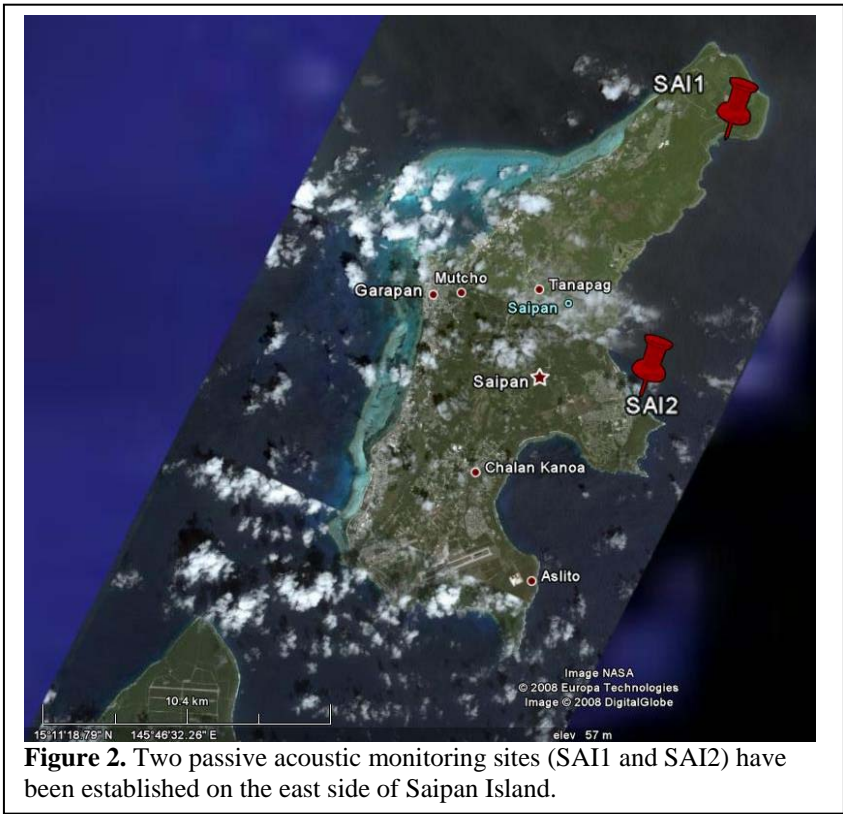 SAI1
Mutcho
Garapan
Tanapag
Saipan
Saipan
SAI2
Chalan Kanoa
Aslito
Image NASA
© 2008 Europa Technologies
Image © 2008 DigitalGlobe
10.4 km
15°11'18.79" N 145°46'32.26" E elev 57 m
Figure 2. Two passive acoustic monitoring sites (SAI1 and SAI2) have
been established on the east side of Saipan Island.